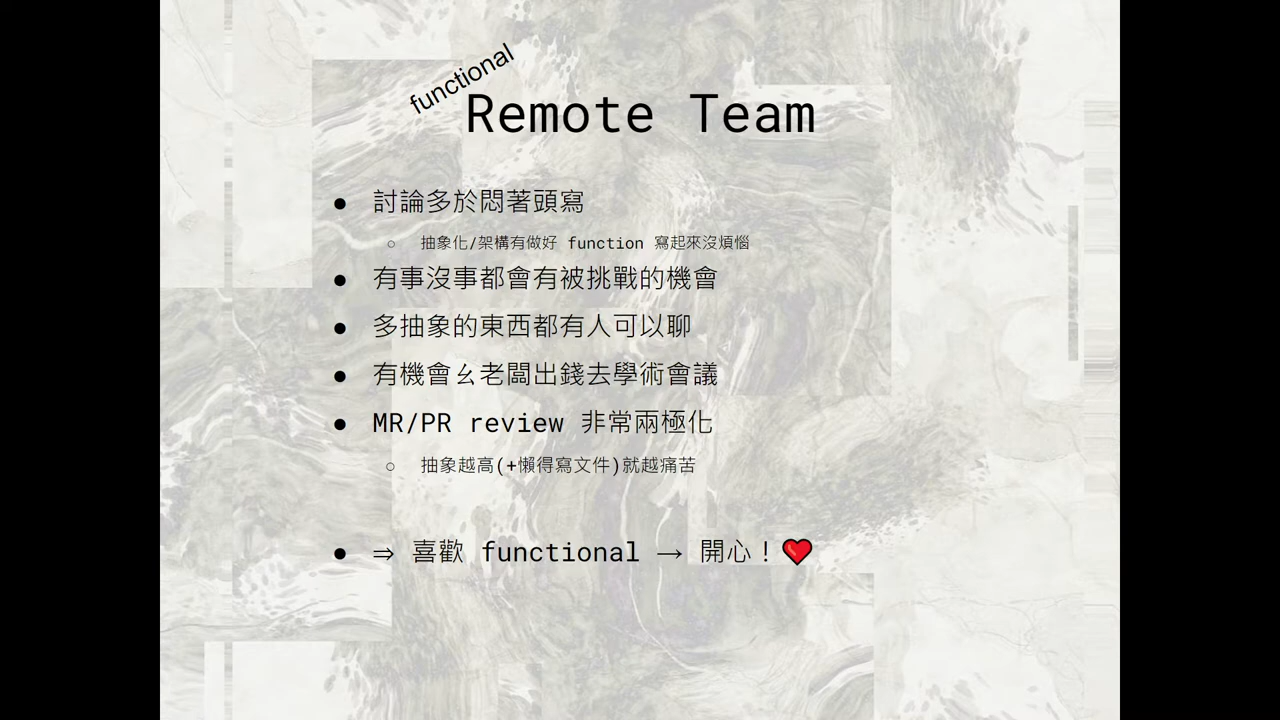 functional
Remote Team
● 討論多於悶著頭寫
○ 抽象化/架構有做好 function 寫起來沒煩惱
● 有事沒事都會有被挑戰的機會
● 多抽象的東西都有人可以聊
● 有機會ㄠ老闆出錢去學術會議
● MR/PR review 非常兩極化
○ 抽象越高(+懶得寫文件)就越痛苦
● ⇒ 喜歡 functional → 開心！❤️